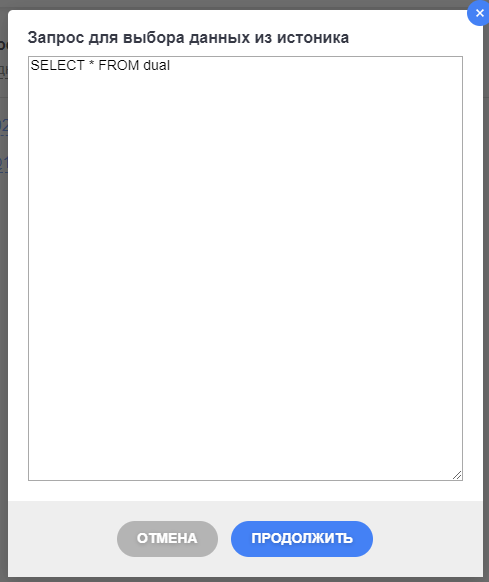 Запрос для выбора данных из истоника
SELECT * FROM dual
ОТМЕНА
ПРОДОЛЖИТЬ